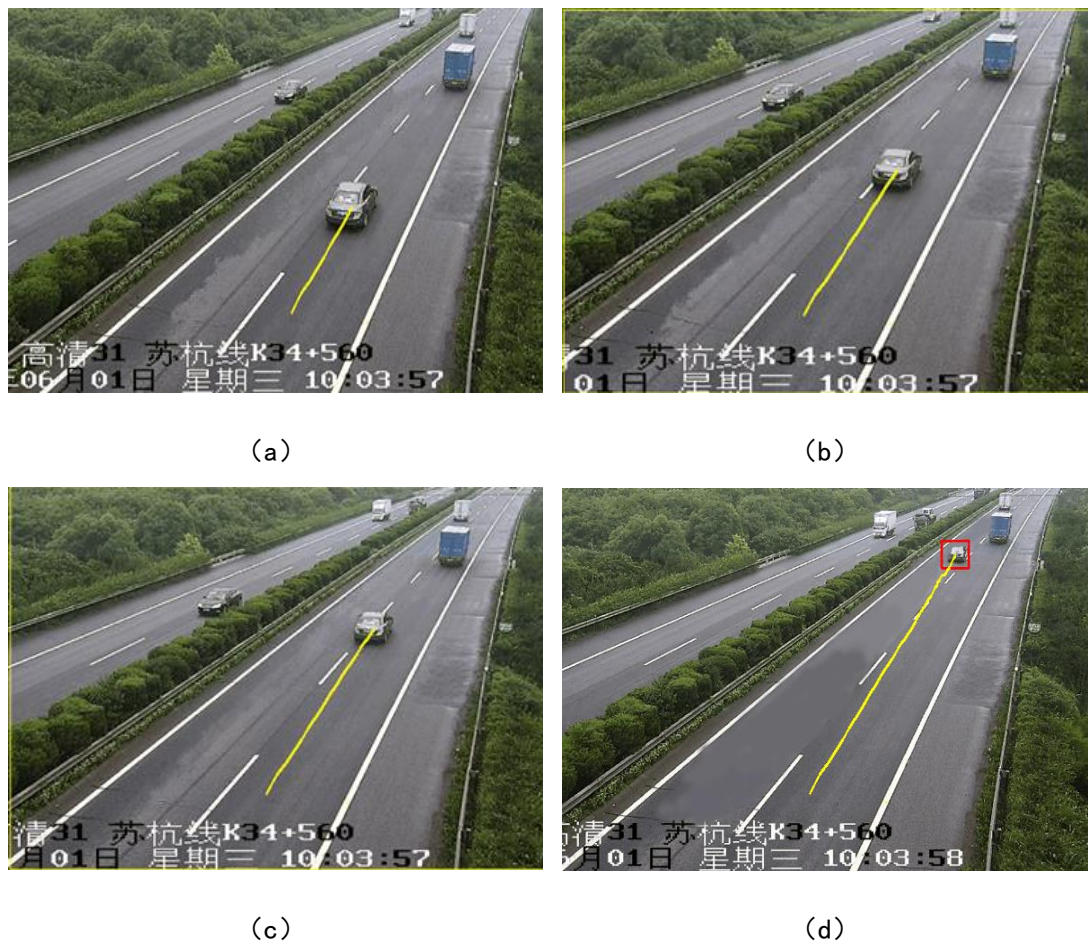 高清31 苏杭线K34+560
06月01日 星期三 10:03:57
31 苏杭线K34+560
01日 星期三 10:03:57
(a)
(b)
清31 苏杭线K34+560
月01日 星期三 10:03:57
清31 苏杭线K34+560
月01日 星期三 10:03:58
(c)
(d)